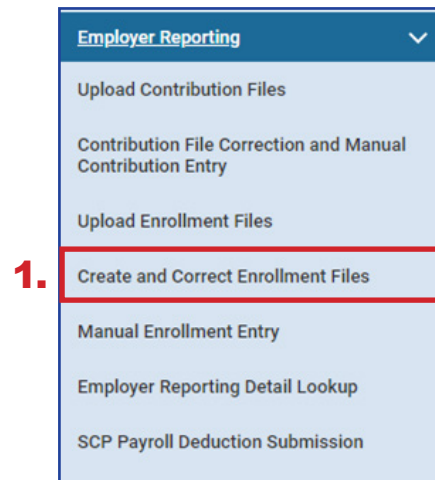 Employer Reporting
Upload Contribution Files
Contribution File Correction and Manual
Contribution Entry
Upload Enrollment Files
1. Create and Correct Enrollment Files
Manual Enrollment Entry
Employer Reporting Detail Lookup
SCP Payroll Deduction Submission